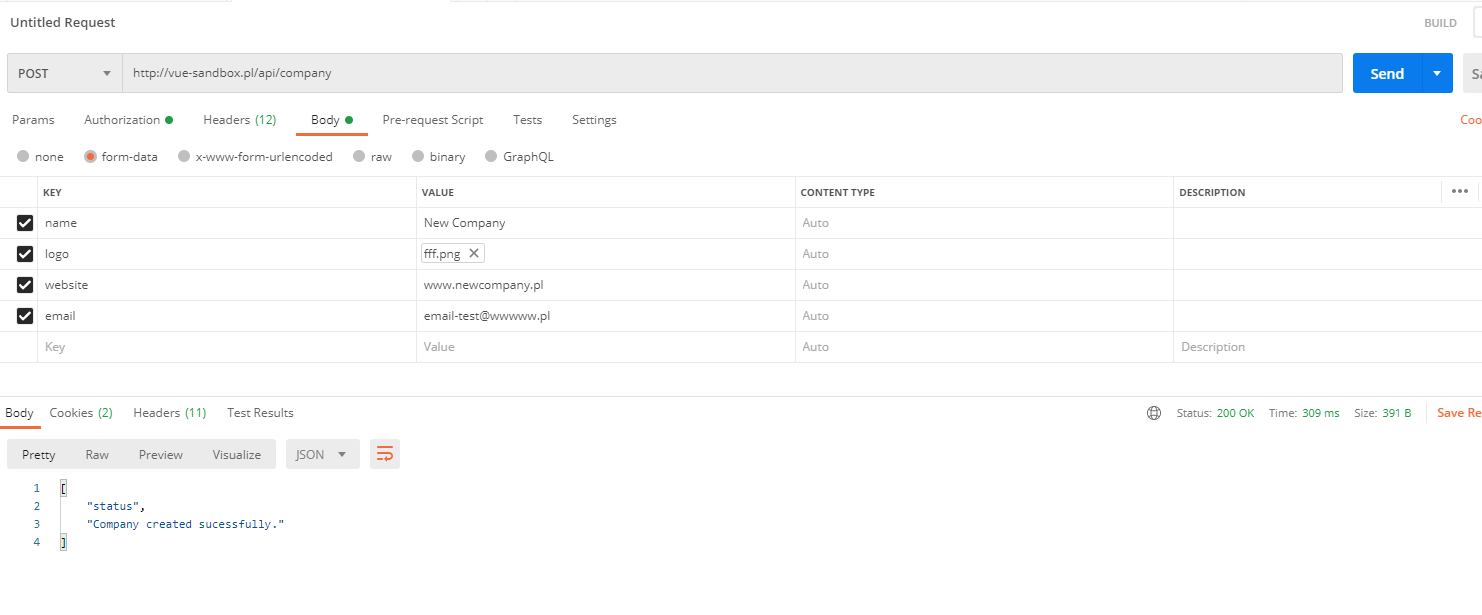 Untitled Request BUILD
POST http://vue-sandbox.pl/api/company Send Sa
Params Authorization Headers (12) Body Pre-request Script Tests Settings Coo
none form-data x-www-form-urlencoded raw binary GraphQL
KEY VALUE CONTENT TYPE DESCRIPTION •••
name New Company Auto
logo fff.png Auto
website www.newcompany.pl Auto
email email-test@wwwww.pl Auto
Key Value Auto Description
Body Cookies (2) Headers (11) Test Results Status: 200 OK Time: 309 ms Size: 391 B Save Re
Pretty Raw Preview Visualize JSON
1 [
2 "status",
3 "Company created sucessfully."
4 ]